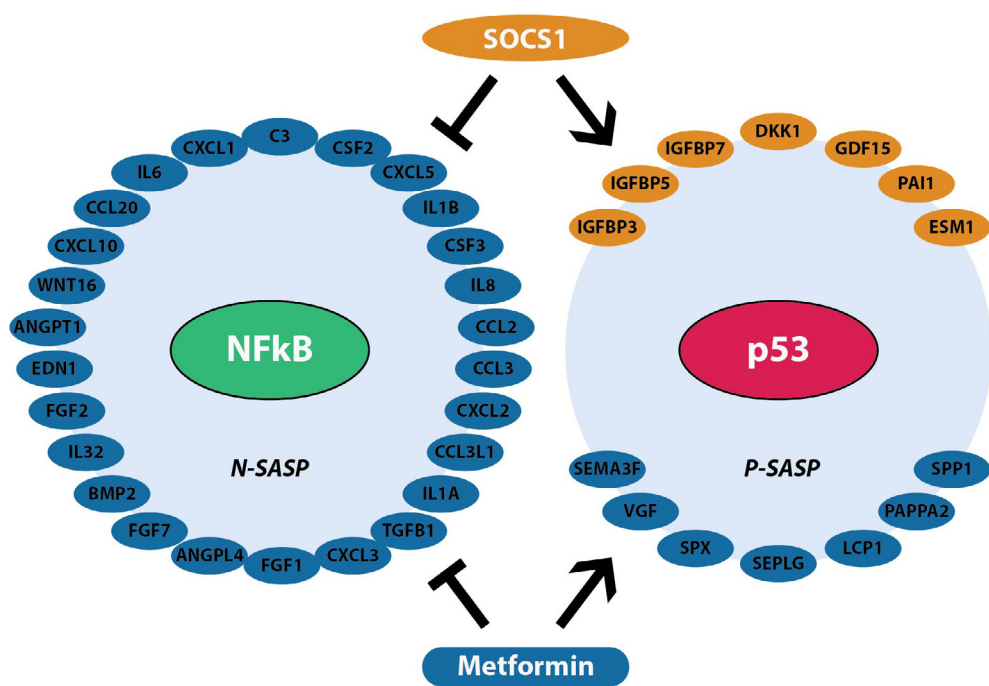 SOCS1
C3
CXCL1
CSF2
IL6
CXCL5
CCL20
IL1B
CXCL10
CSF3
WNT16
IL8
ANGPT1
CCL2
EDN1
CCL3
FGF2
CXCL2
IL32
CCL3L1
BMP2
IL1A
FGF7
TGFB1
ANGPL4
CXCL3
FGF1
NFkB
N-SASP
DKK1
IGFBP7
GDF15
IGFBP5
PAI1
IGFBP3
ESM1
p53
P-SASP
SEMA3F
SPP1
VGF
PAPPA2
SPX
LCP1
SEPLG
Metformin